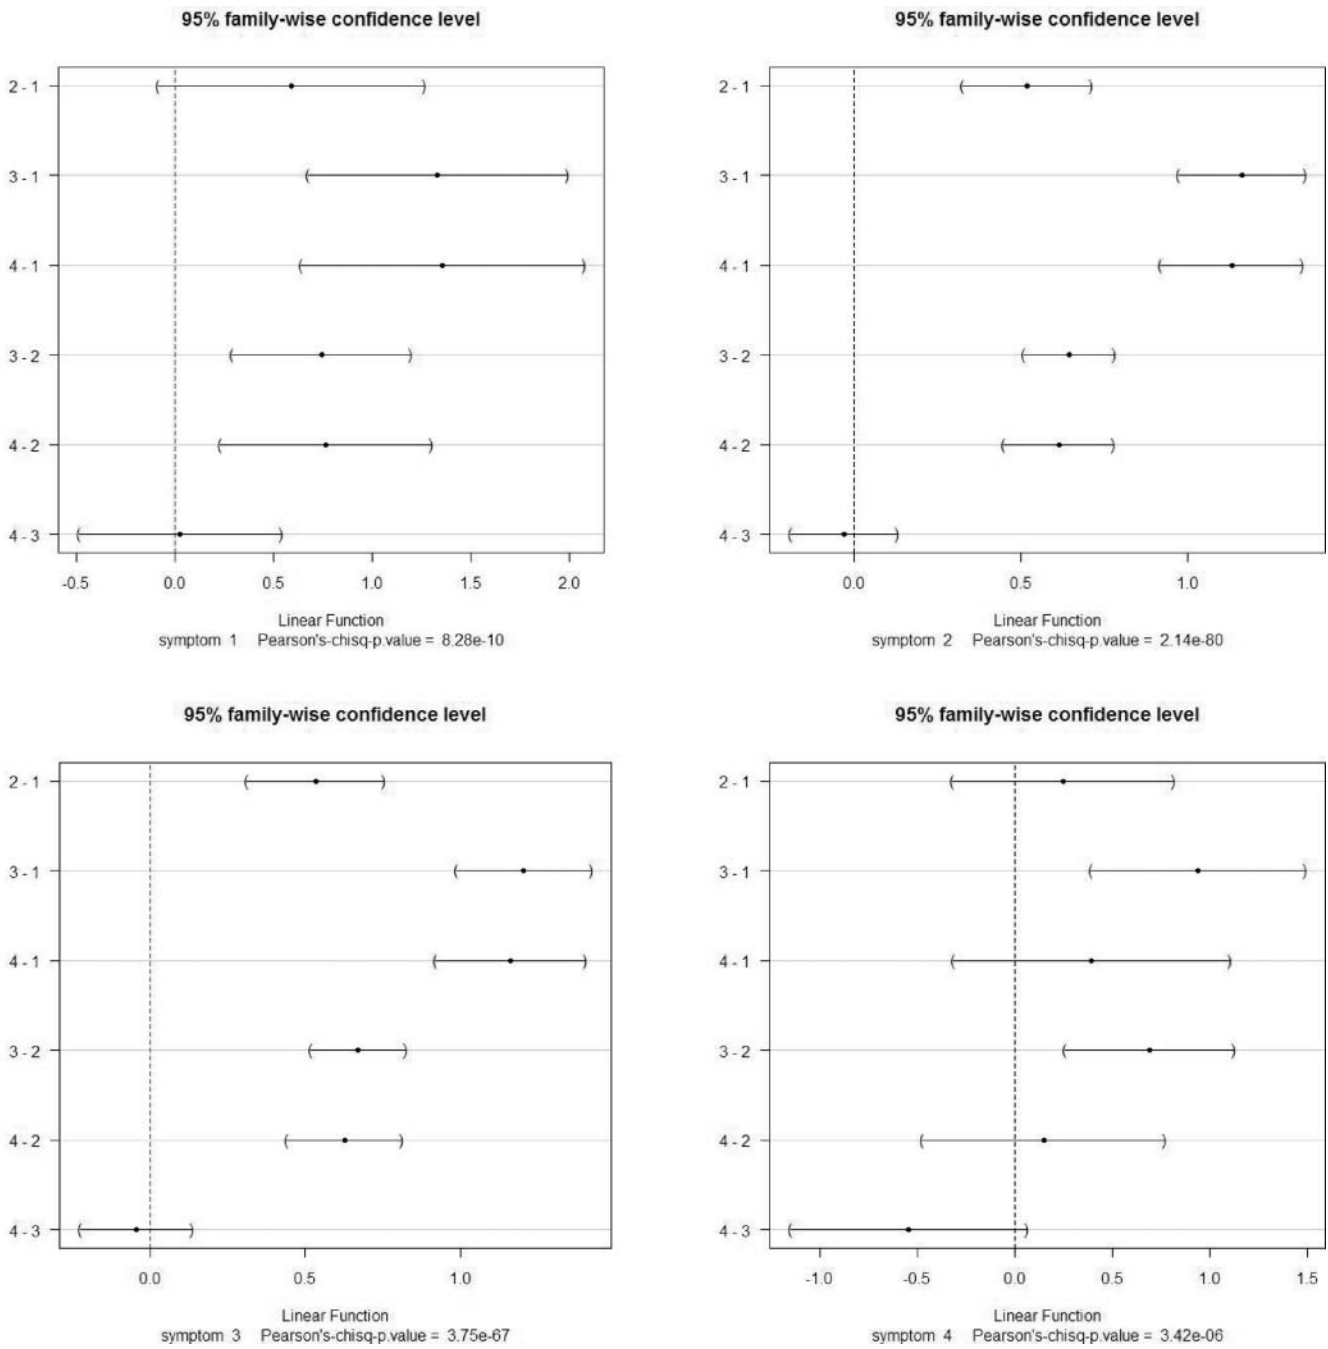 95% family-wise confidence level
2 - 1
3 - 1
4 - 1
3 - 2
4 - 2
4 - 3
-0.5 0.0 0.5 1.0 1.5 2.0
Linear Function
symptom 1 Pearson's-chisq-p.value = 8.28e-10
95% family-wise confidence level
2 - 1
3 - 1
4 - 1
3 - 2
4 - 2
4 - 3
0.0 0.5 1.0
Linear Function
symptom 2 Pearson's-chisq-p.value = 2.14e-80
95% family-wise confidence level
2 - 1
3 - 1
4 - 1
3 - 2
4 - 2
4 - 3
0.0 0.5 1.0
Linear Function
symptom 3 Pearson's-chisq-p.value = 3.75e-67
95% family-wise confidence level
2 - 1
3 - 1
4 - 1
3 - 2
4 - 2
4 - 3
-1.0 -0.5 0.0 0.5 1.0 1.5
Linear Function
symptom 4 Pearson's-chisq-p.value = 3.42e-06